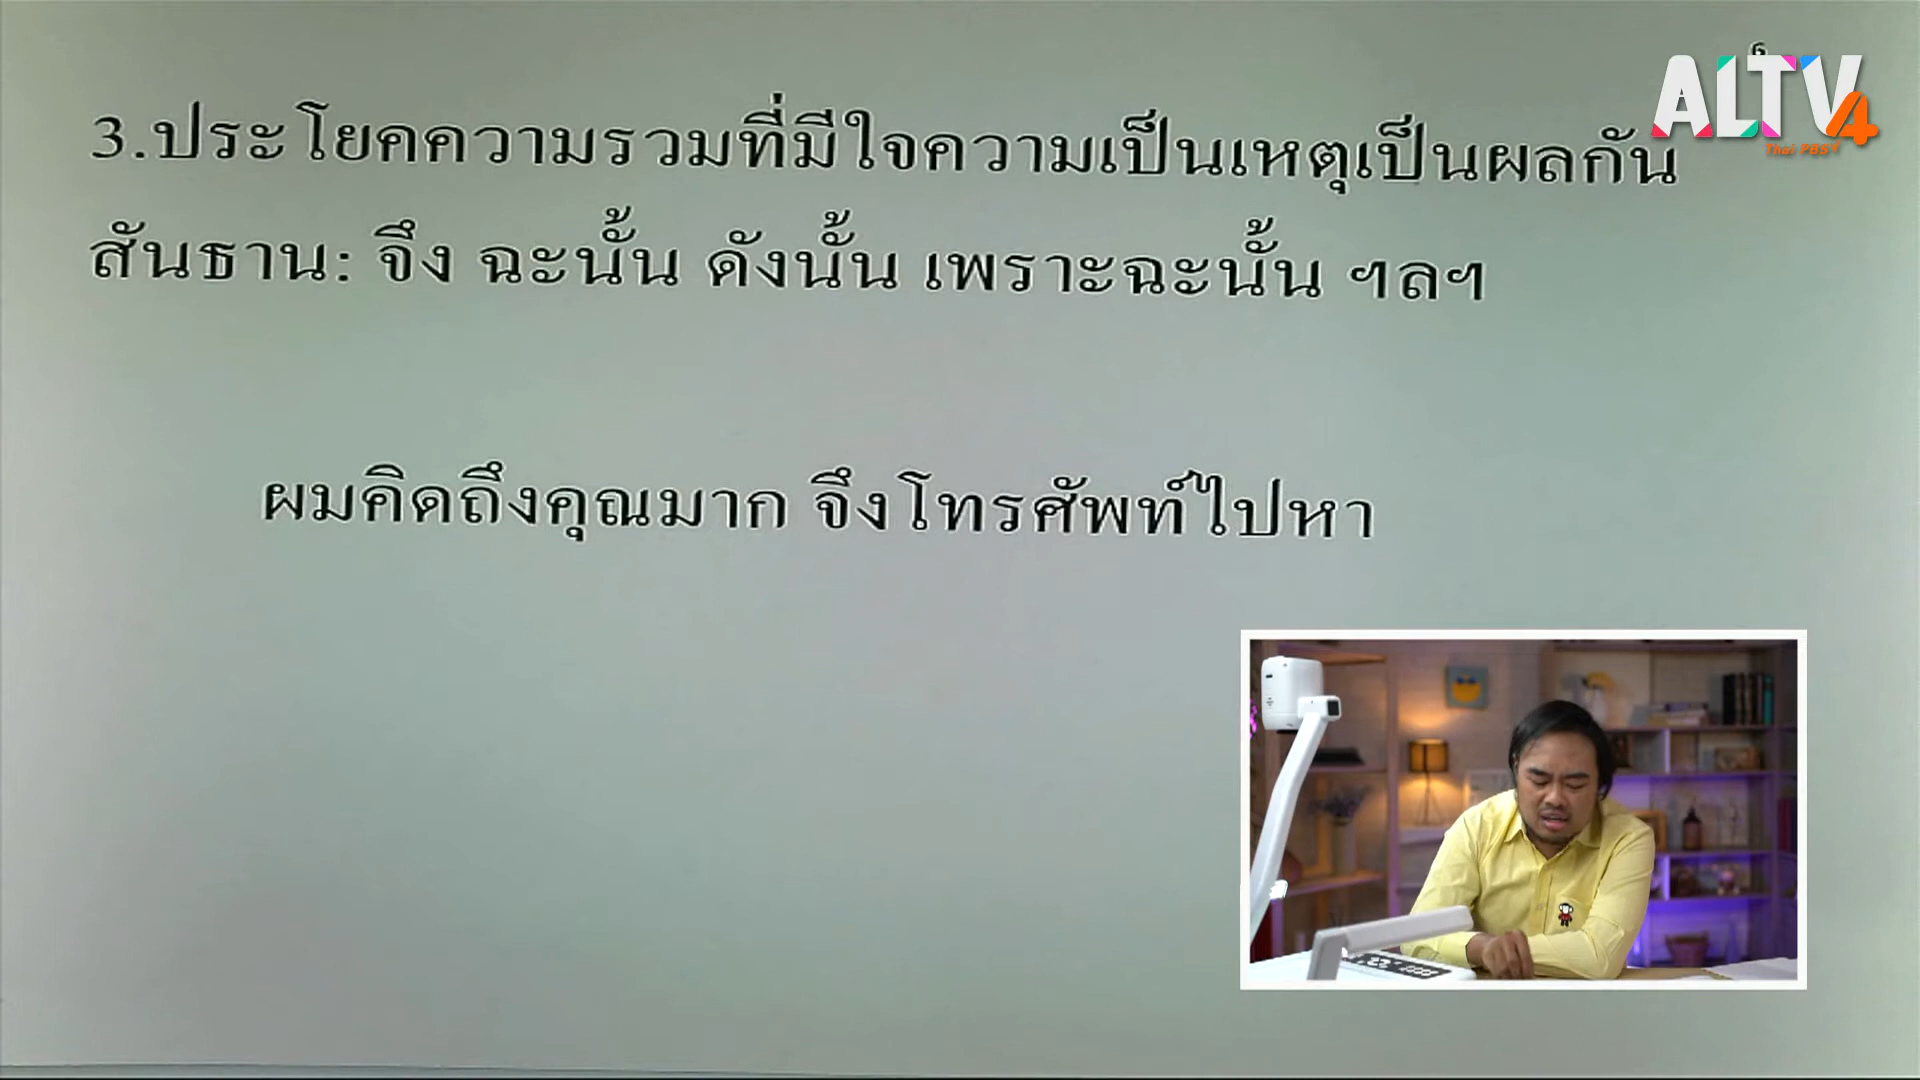 6
ALTV4
Thai PBS
3.ประโยคความรวมที่มีใจความเป็นเหตุเป็นผลกัน
สันธาน: จึง ฉะนั้น ดังนั้น เพราะฉะนั้น ฯลฯ
ผมคิดถึงคุณมาก จึงโทรศัพท์ไปหา